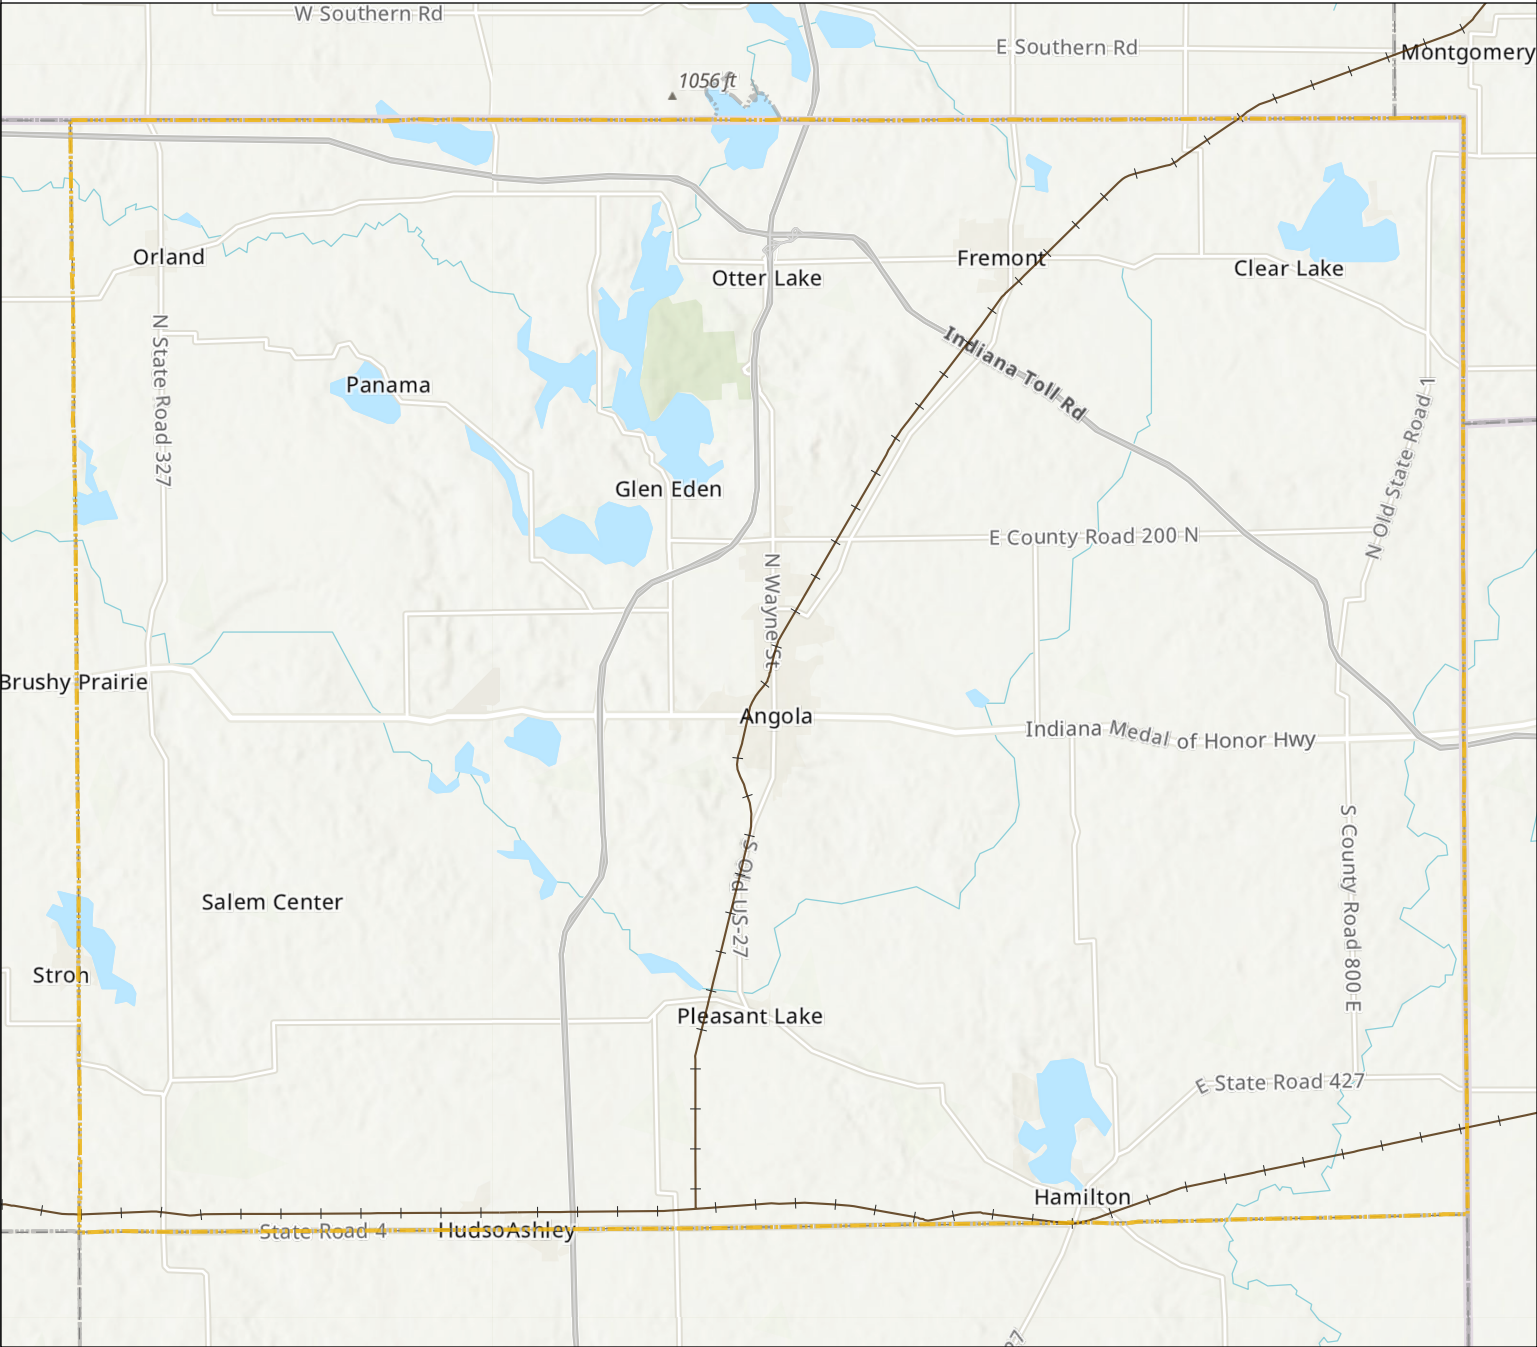 W Southern Rd
E Southern Rd
Montgomery
1056 ft
Orland
Otter Lake
Fremont
Clear Lake
N State Road 327
Indiana Toll Rd
Panama
N Old State Road 1
Glen Eden
E County Road 200 N
N Wayne St
Brushy Prairie
Angola
Indiana Medal of Honor Hwy
S County Road 800 E
S Old US-27
Salem Center
Stroh
Pleasant Lake
E State Road 427
Hamilton
State Road 4
HudsoAshley